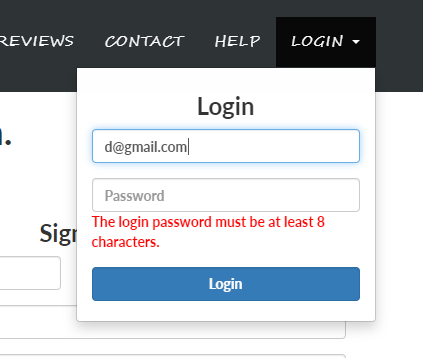 REVIEWS CONTACT HELP LOGIN
Login
d@gmail.com
Password
The login password must be at least 8
characters.
Login